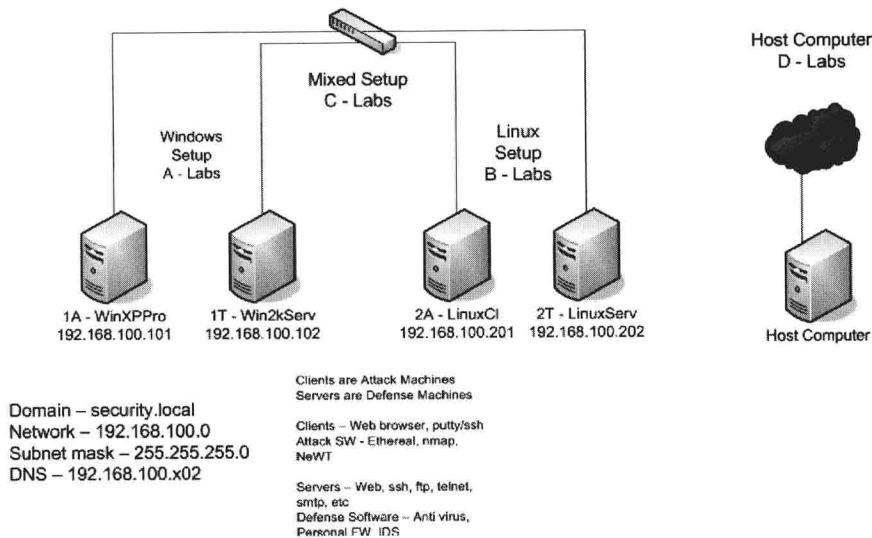 Mixed Setup
C - Labs
Host Computer
D - Labs
Windows
Setup
A - Labs
Linux
Setup
B - Labs
1A - WinXPPro
192.168.100.101
1T - Win2kServ
192.168.100.102
2A - LinuxCl
192.168.100.201
2T - LinuxServ
192.168.100.202
Host Computer
Domain – security.local
Network – 192.168.100.0
Subnet mask – 255.255.255.0
DNS – 192.168.100.x02
Clients are Attack Machines
Servers are Defense Machines
Clients – Web browser, putty/ssh
Attack SW - Ethereal, nmap,
NeWT
Servers – Web, ssh, ftp, telnet,
smtp, etc
Defense Software – Anti virus,
Personal FW, IDS